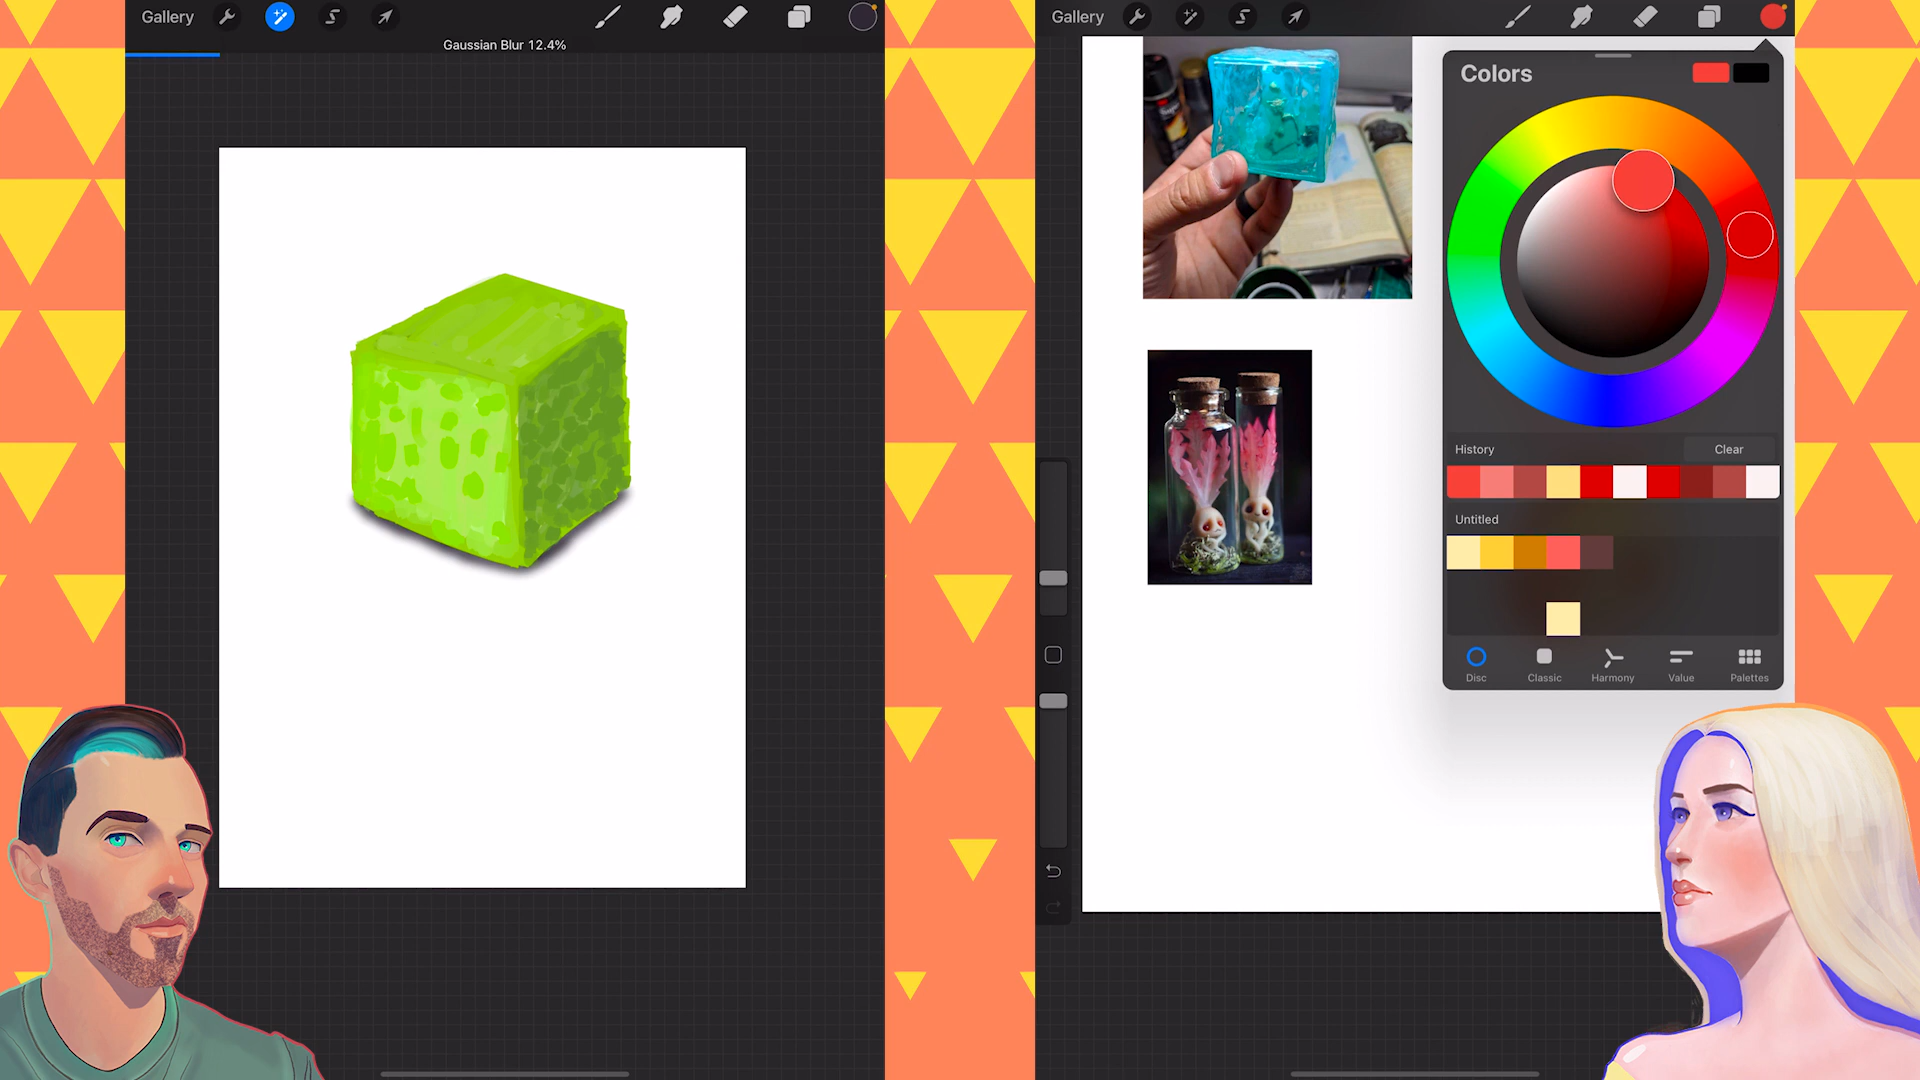 Gallery
Gaussian Blur 12.4%
Gallery
Colors
History
Clear
Untitled
Disc
Classic
Harmony
Value
Palettes